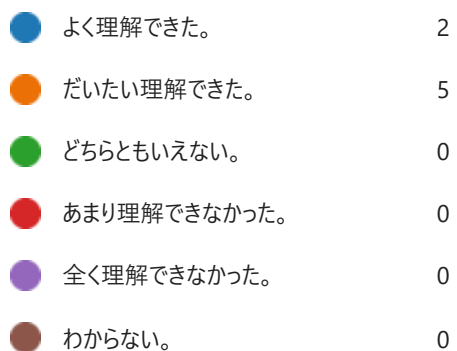 よく理解できた。 2
だいたい理解できた。 5
どちらともいえない。 0
あまり理解できなかった。 0
全く理解できなかった。 0
わからない。 0